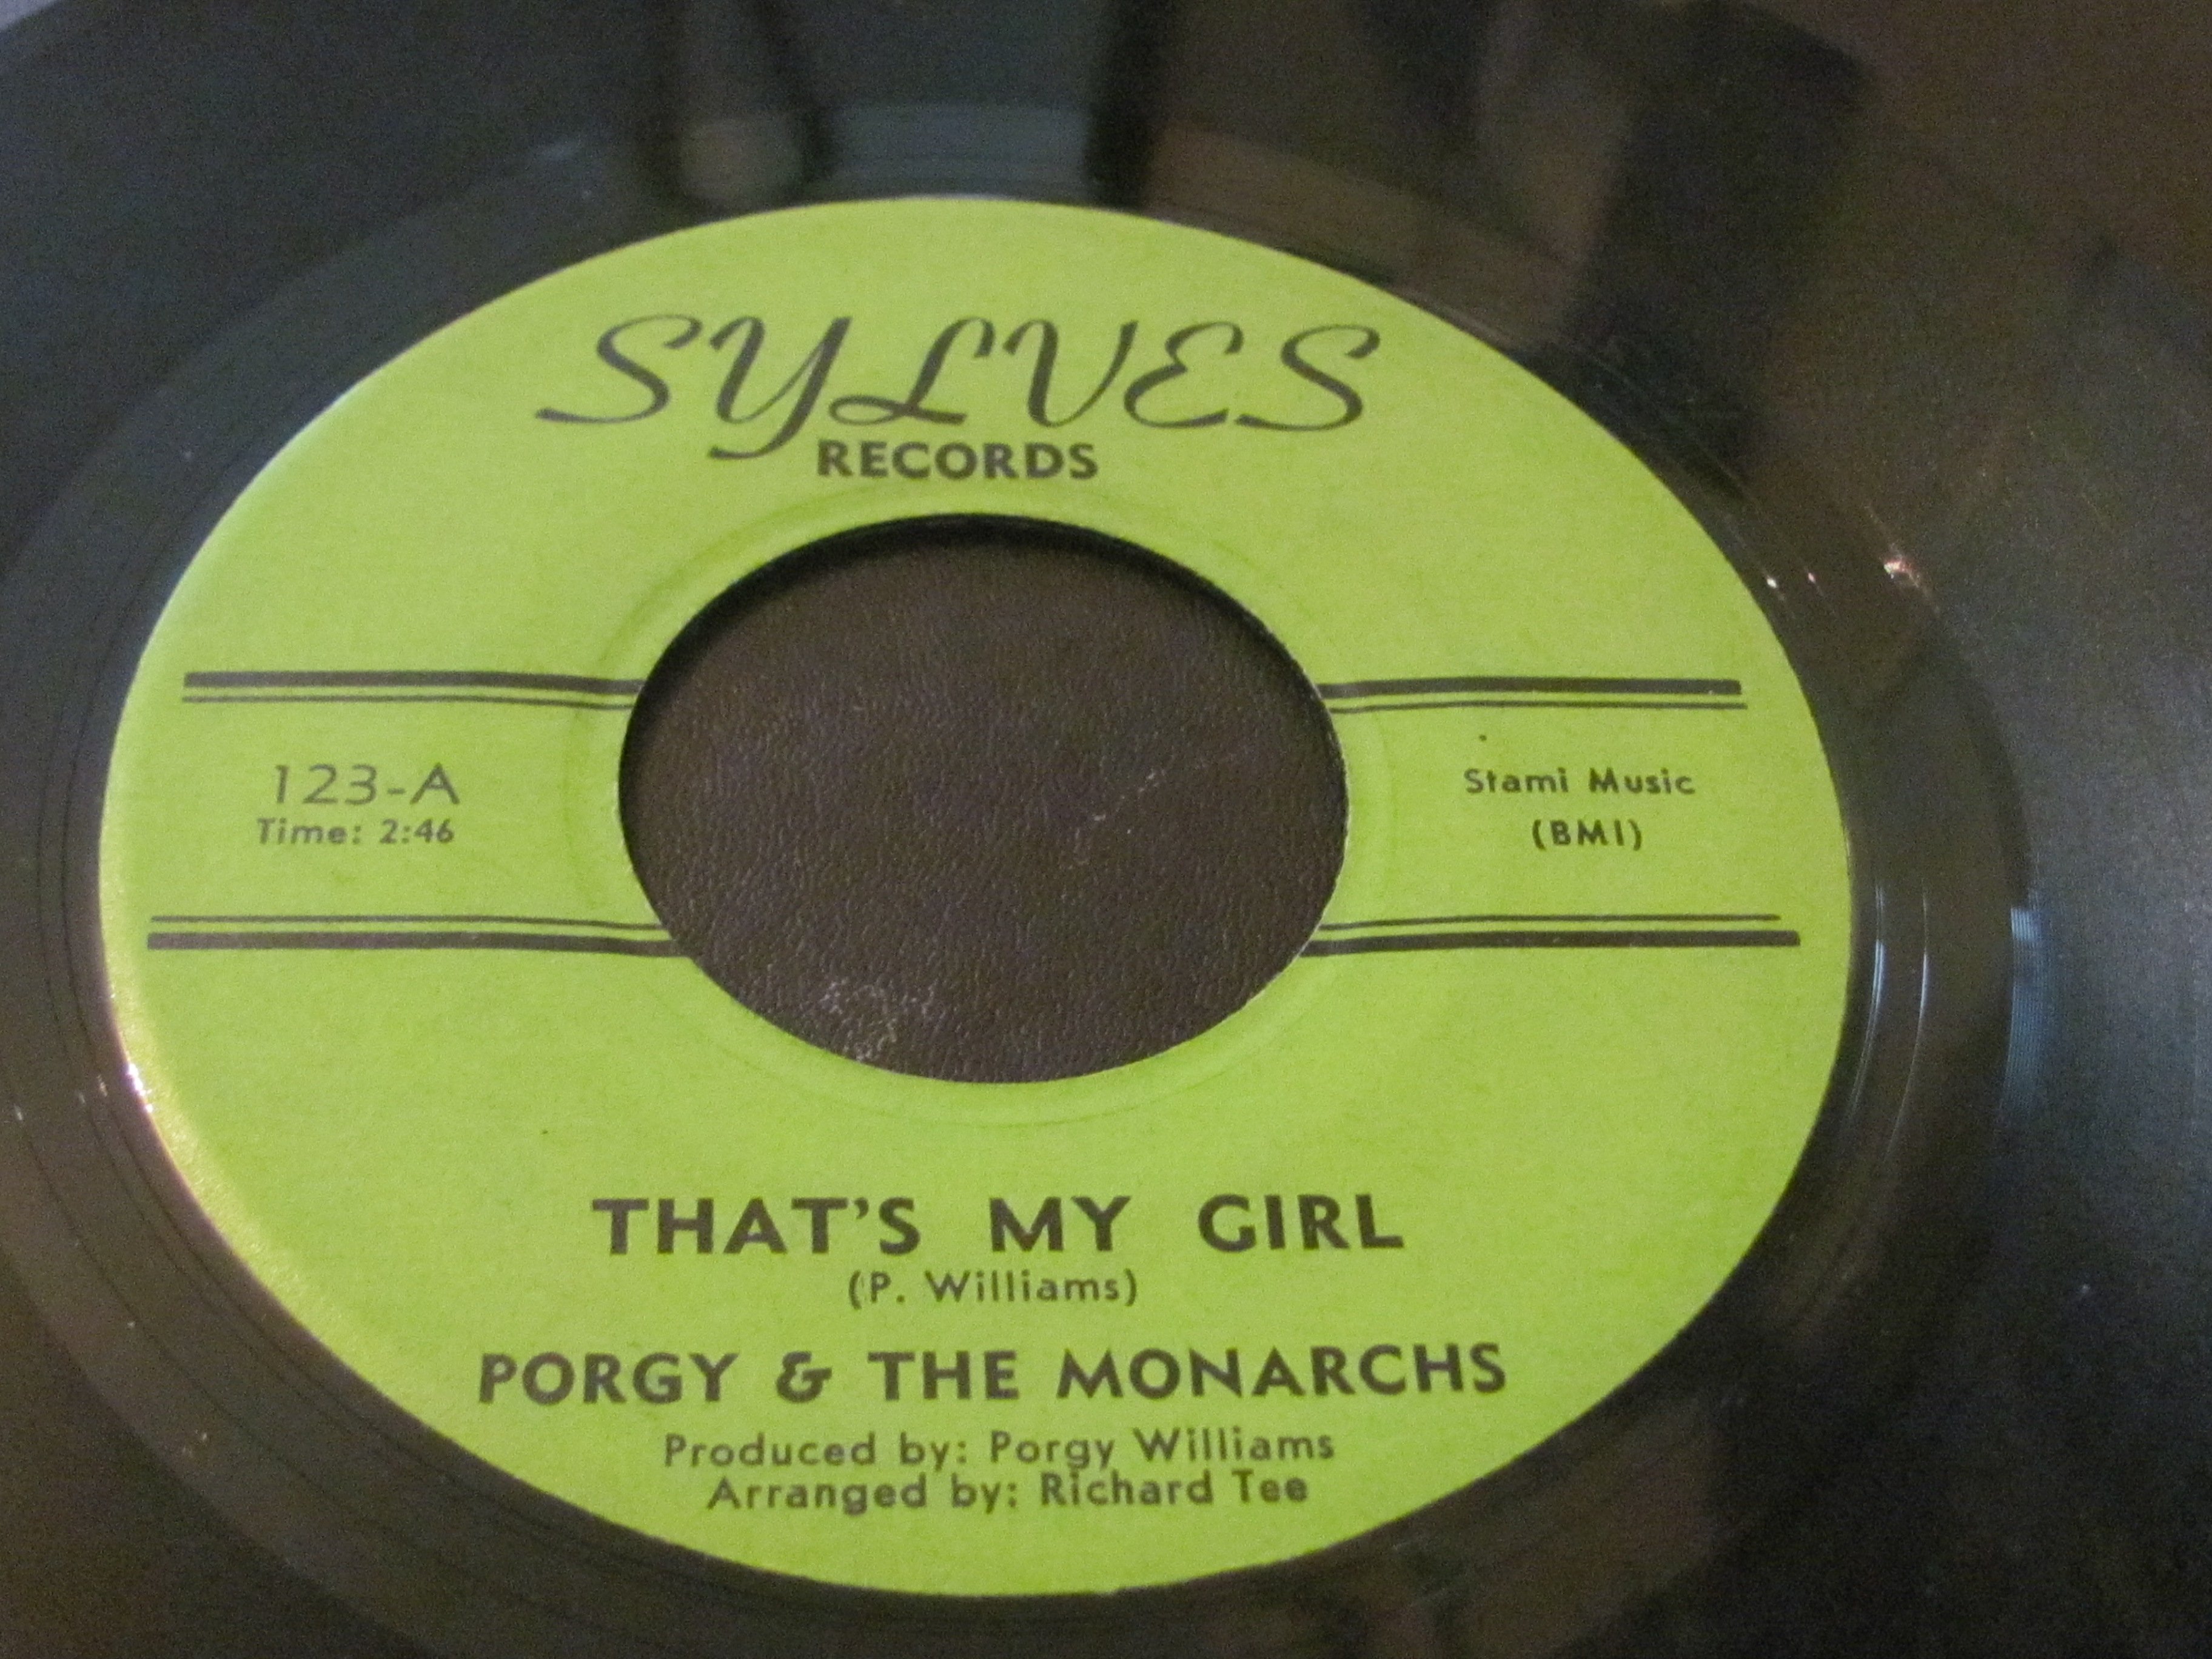 SYLVES
RECORDS
123-A
Time: 2:46
Stami Music
(BMI)
THAT'S MY GIRL
(P. Williams)
PORGY & THE MONARCHS
Produced by: Porgy Williams
Arranged by: Richard Tee